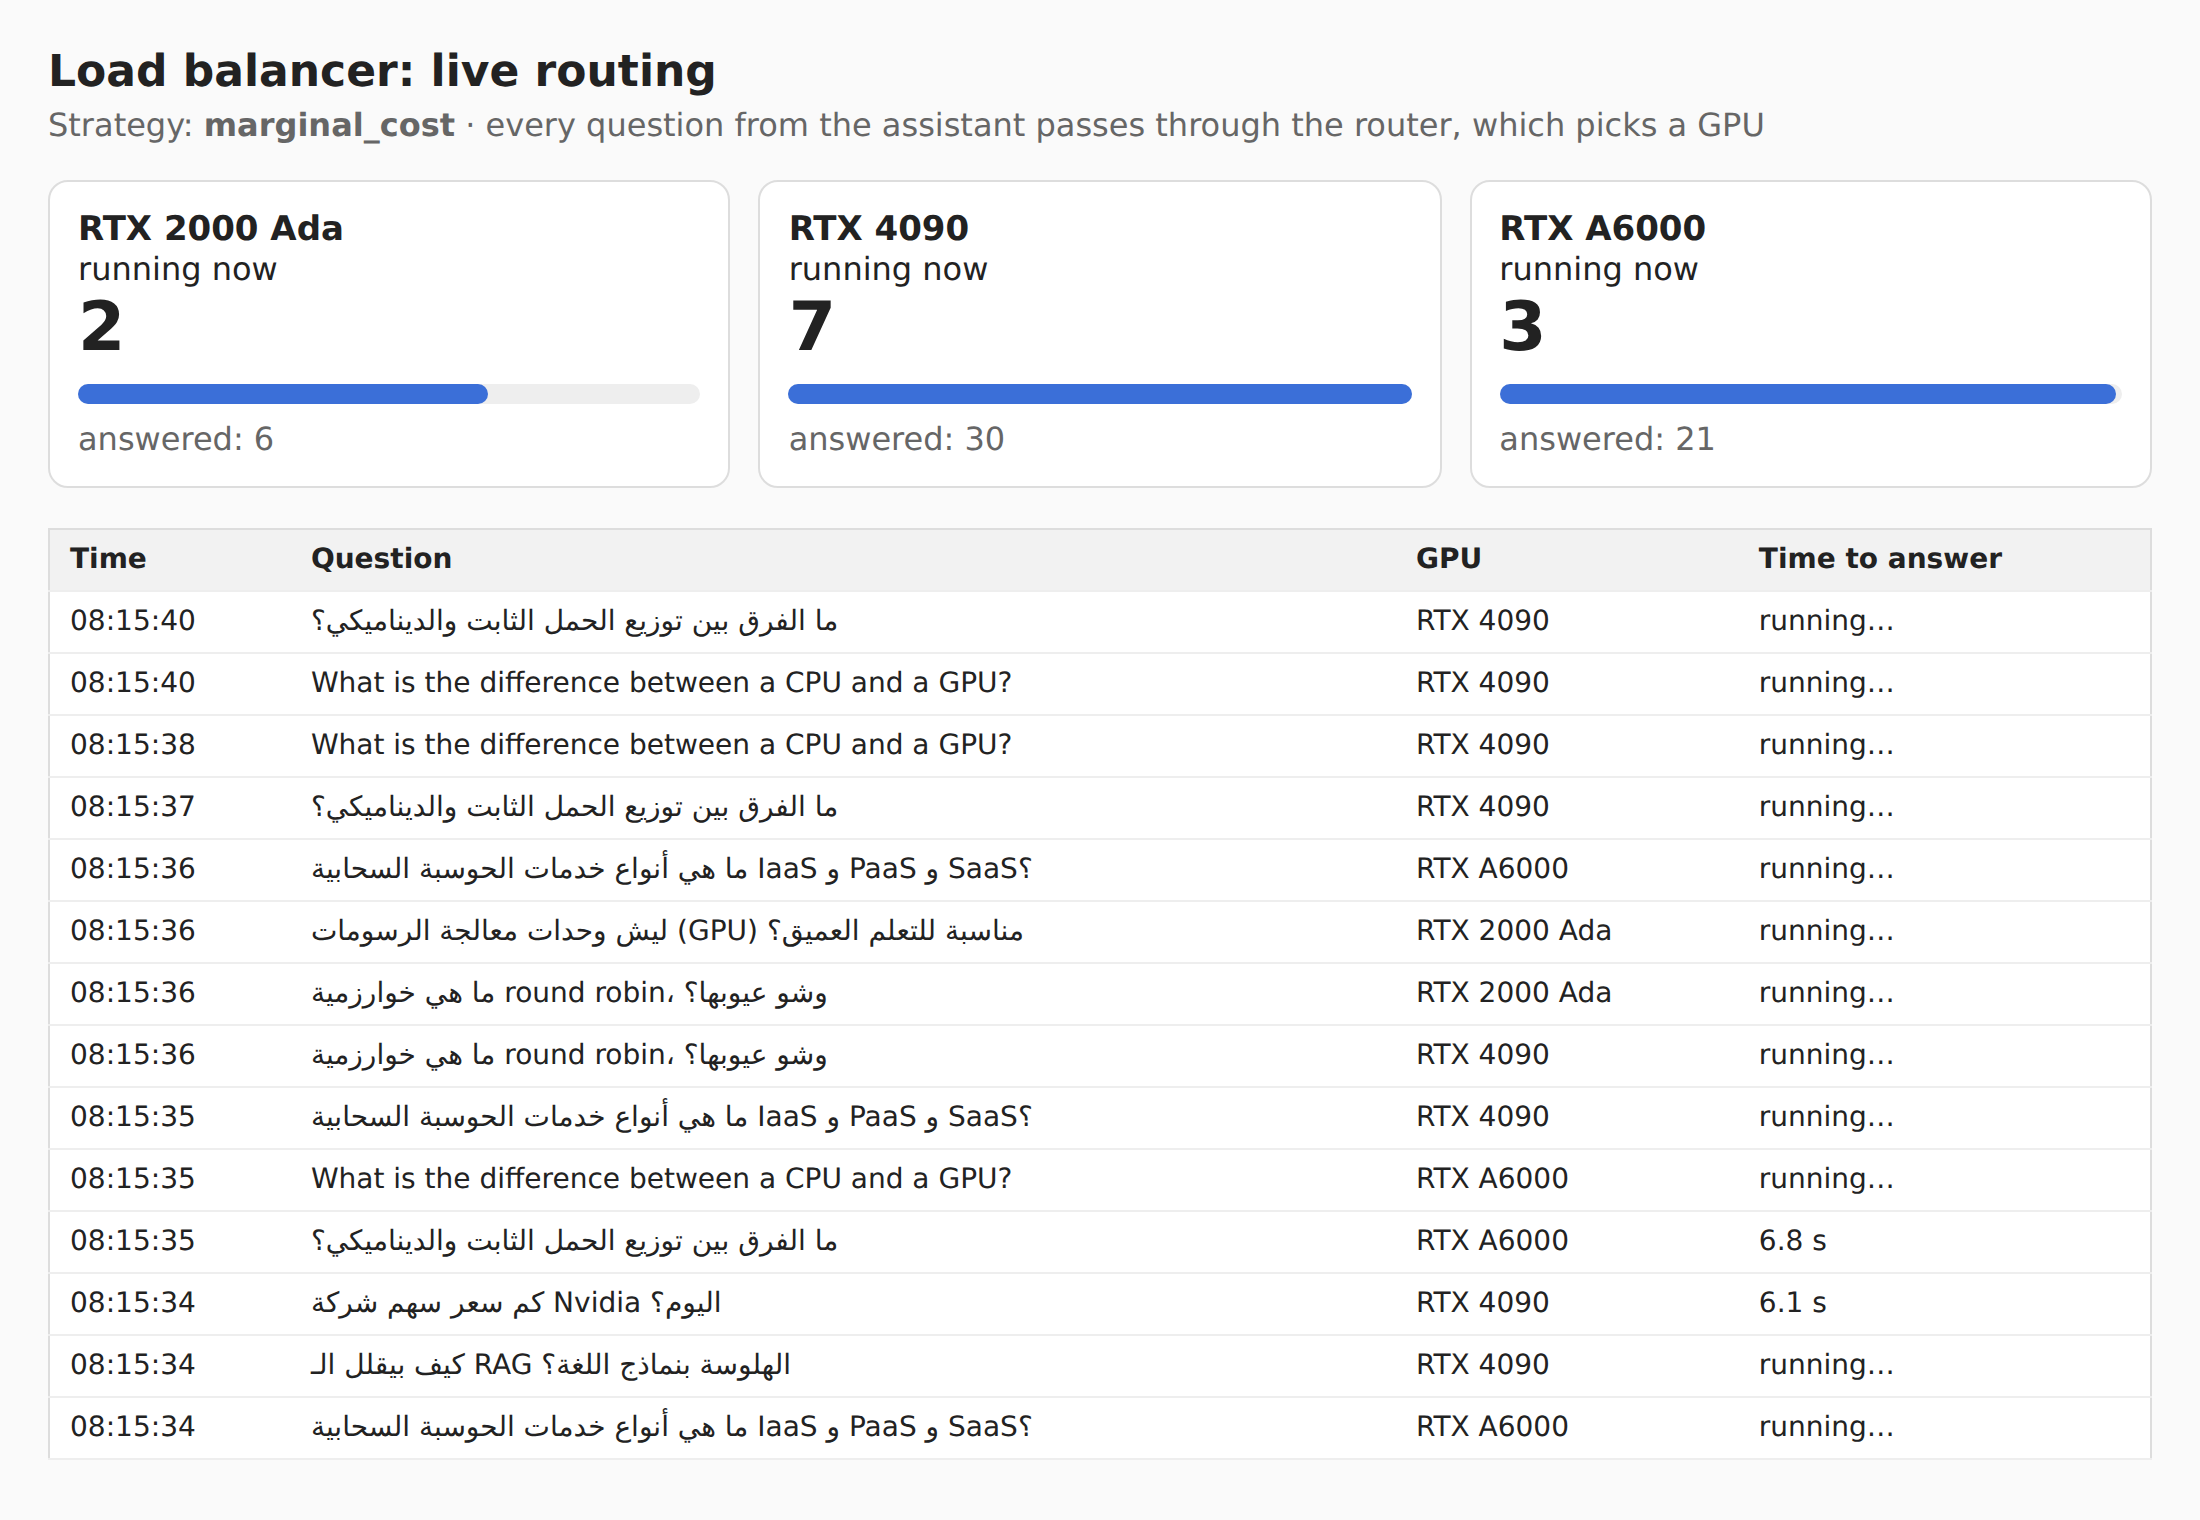 Load balancer: live routing
Strategy: marginal_cost · every question from the assistant passes through the router, which picks a GPU
RTX 2000 Ada
running now
2
answered: 6
RTX 4090
running now
7
answered: 30
RTX A6000
running now
3
answered: 21
Time Question GPU Time to answer
08:15:40 ما الفرق بين توزيع الحمل الثابت والديناميكي؟ RTX 4090 running…
08:15:40 What is the difference between a CPU and a GPU? RTX 4090 running…
08:15:38 What is the difference between a CPU and a GPU? RTX 4090 running…
08:15:37 ما الفرق بين توزيع الحمل الثابت والديناميكي؟ RTX 4090 running…
08:15:36 ما هي أنواع خدمات الحوسبة السحابية IaaS و PaaS و SaaS؟ RTX A6000 running…
08:15:36 ليش وحدات معالجة الرسومات (GPU) مناسبة للتعلم العميق؟ RTX 2000 Ada running…
08:15:36 ما هي خوارزمية round robin، وشو عيوبها؟ RTX 2000 Ada running…
08:15:36 ما هي خوارزمية round robin، وشو عيوبها؟ RTX 4090 running…
08:15:35 ما هي أنواع خدمات الحوسبة السحابية IaaS و PaaS و SaaS؟ RTX 4090 running…
08:15:35 What is the difference between a CPU and a GPU? RTX A6000 running…
08:15:35 ما الفرق بين توزيع الحمل الثابت والديناميكي؟ RTX A6000 6.8 s
08:15:34 كم سعر سهم شركة Nvidia اليوم؟ RTX 4090 6.1 s
08:15:34 كيف بيقلل الـ RAG الهلوسة بنماذج اللغة؟ RTX 4090 running…
08:15:34 ما هي أنواع خدمات الحوسبة السحابية IaaS و PaaS و SaaS؟ RTX A6000 running…